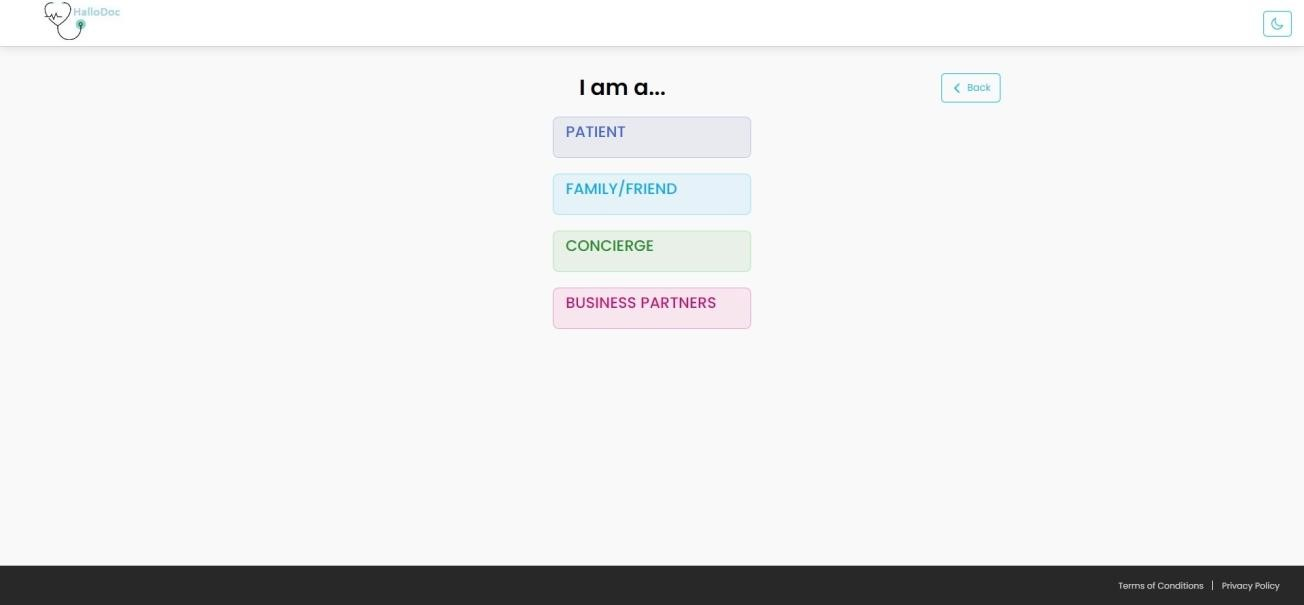 HalloDoc
I am a...
Back
PATIENT
FAMILY/FRIEND
CONCIERGE
BUSINESS PARTNERS
Terms of Conditions | Privacy Policy